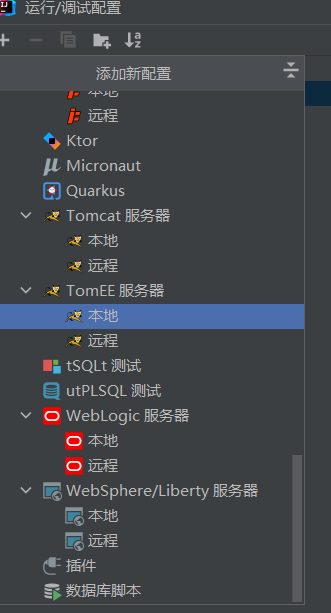 运行/调试配置
添加新配置
本地
远程
Ktor
Micronaut
Quarkus
Tomcat 服务器
本地
远程
TomEE 服务器
本地
远程
tSQLt 测试
utPLSQL 测试
WebLogic 服务器
本地
远程
WebSphere/Liberty 服务器
本地
远程
插件
数据库脚本